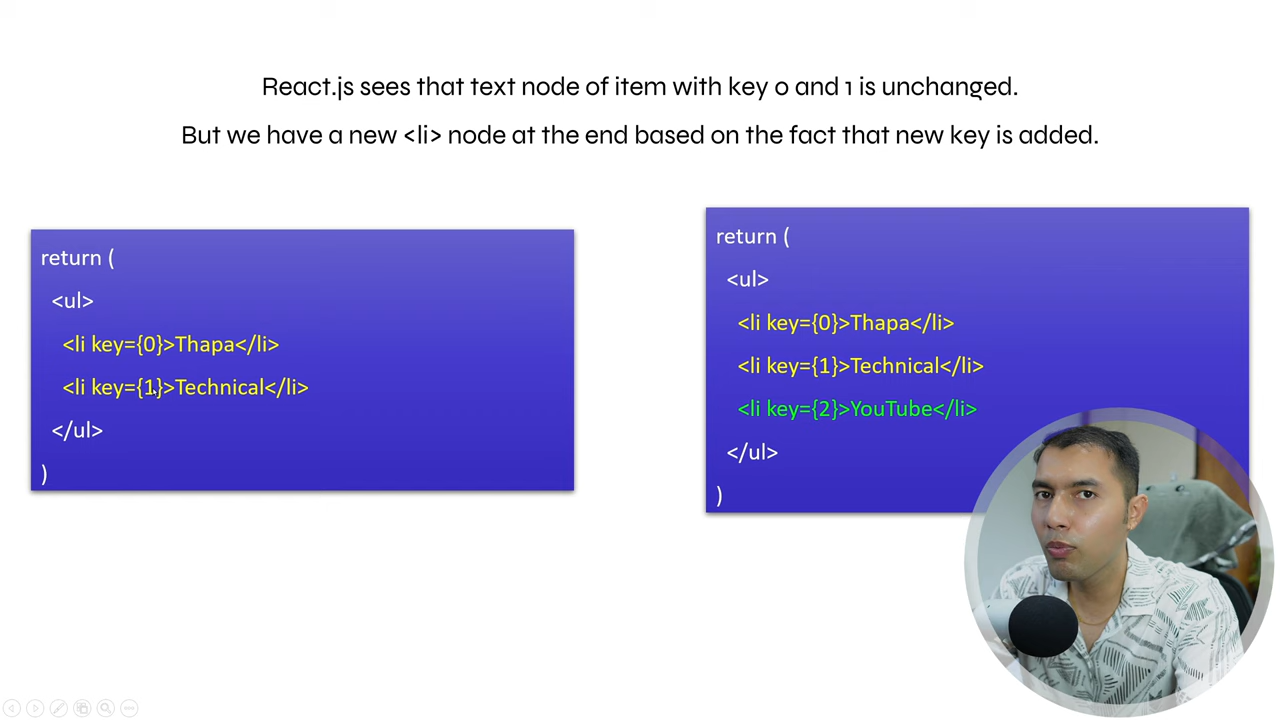 React.js sees that text node of item with key 0 and 1 is unchanged.
But we have a new <li> node at the end based on the fact that new key is added.
return (
<ul>
<li key={0}>Thapa</li>
<li key={1}>Technical</li>
</ul>
)
return (
<ul>
<li key={0}>Thapa</li>
<li key={1}>Technical</li>
<li key={2}>YouTube</li>
</ul>
)